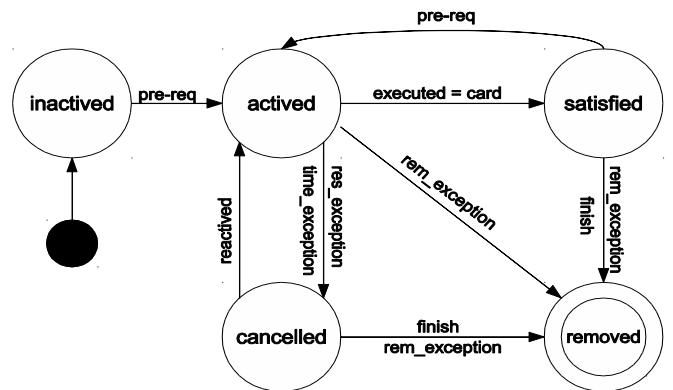 pre-req
inactived
pre-req
actived
executed = card
satisfied
rem_exception
reactived
res_exception
time_exception
rem_exception
finish
cancelled
finish
rem_exception
removed